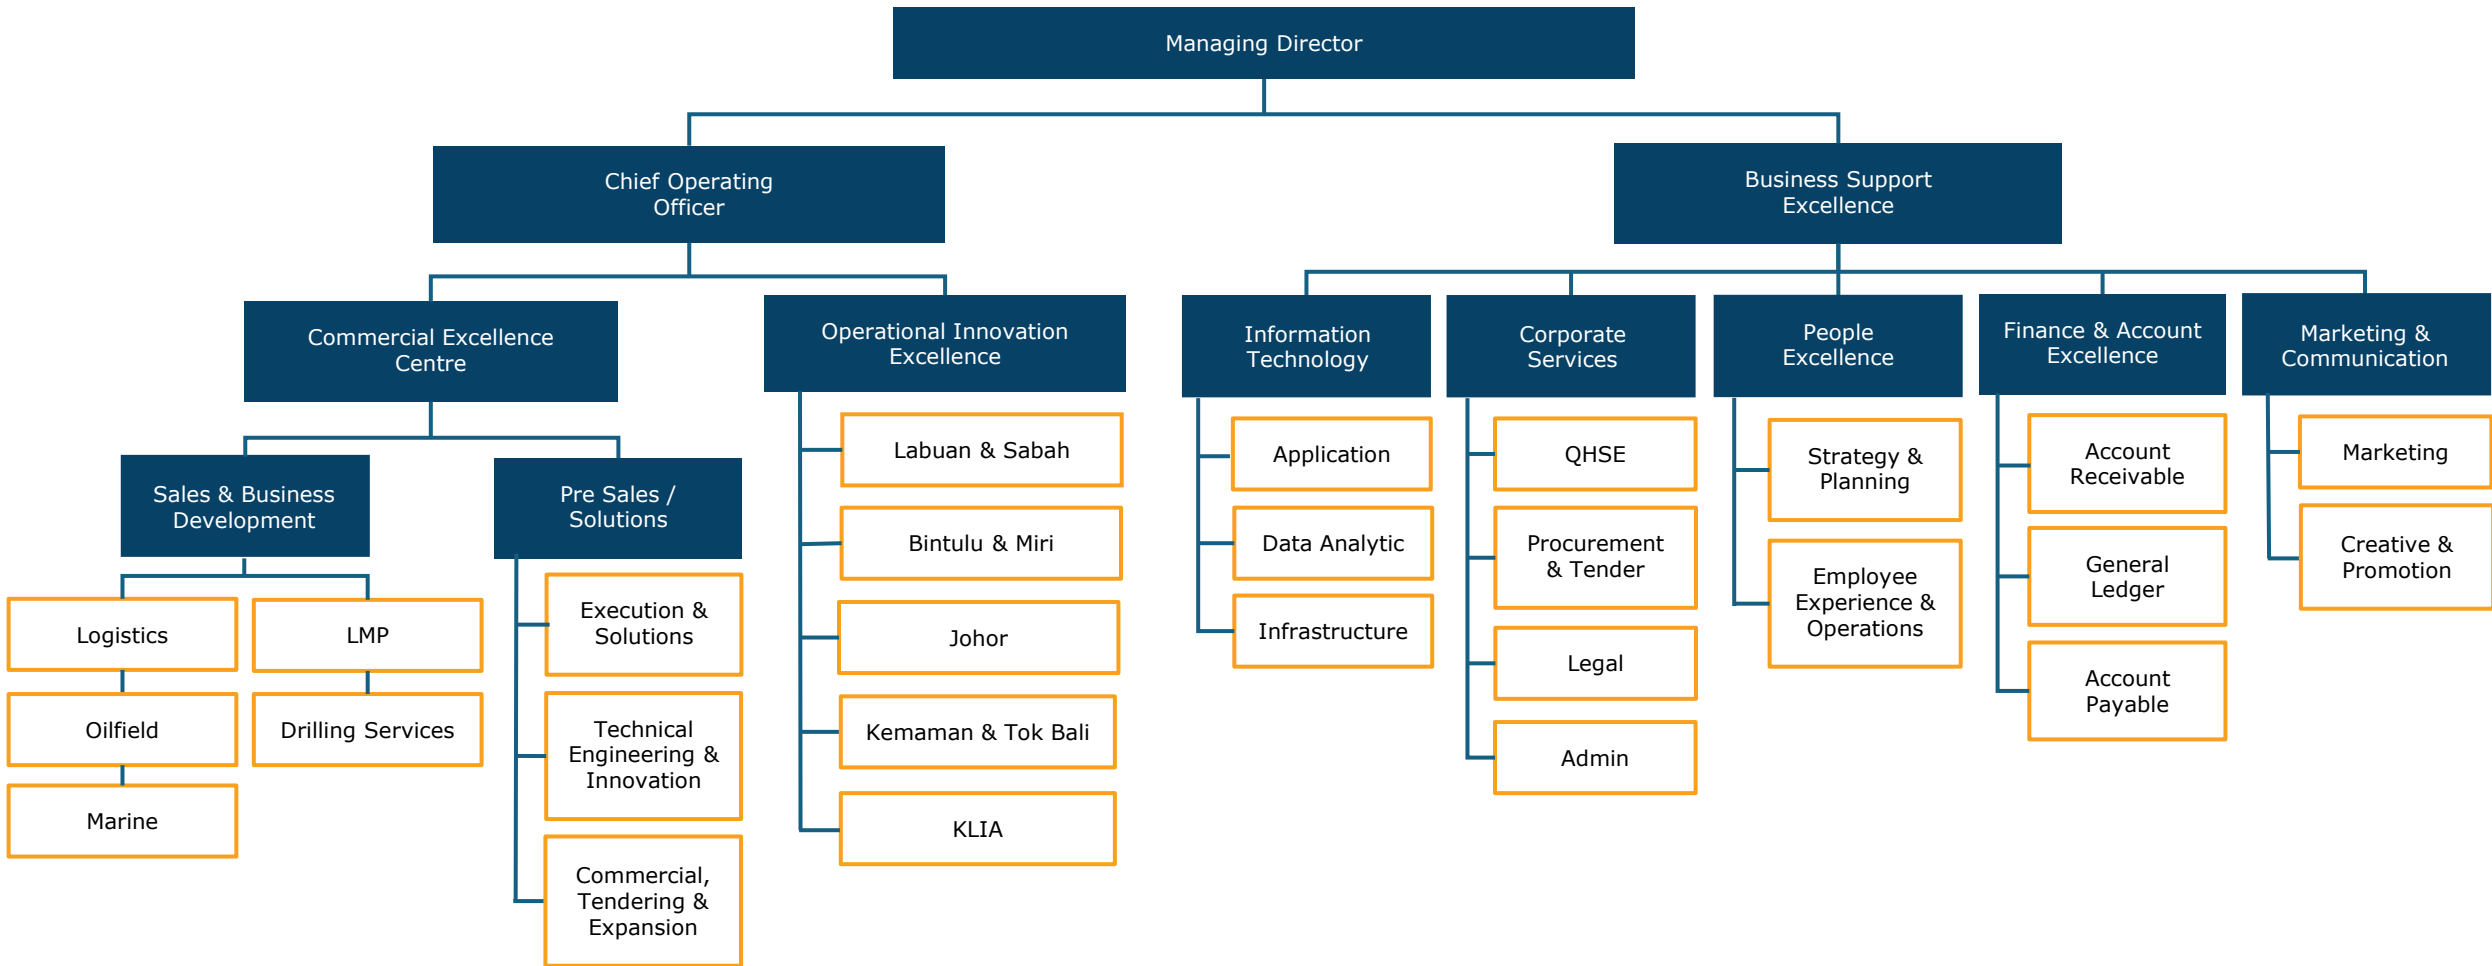 Managing Director
Chief Operating
Officer
Business Support
Excellence
Commercial Excellence
Centre
Operational Innovation
Excellence
Information
Technology
Corporate
Services
People
Excellence
Finance & Account
Excellence
Marketing &
Communication
Sales & Business
Development
Pre Sales /
Solutions
Logistics
Oilfield
Marine
LMP
Drilling Services
Execution &
Solutions
Technical
Engineering &
Innovation
Commercial,
Tendering &
Expansion
Labuan & Sabah
Bintulu & Miri
Johor
Kemaman & Tok Bali
KLIA
Application
Data Analytic
Infrastructure
QHSE
Procurement
& Tender
Legal
Admin
Strategy &
Planning
Employee
Experience &
Operations
Account
Receivable
General
Ledger
Account
Payable
Marketing
Creative &
Promotion